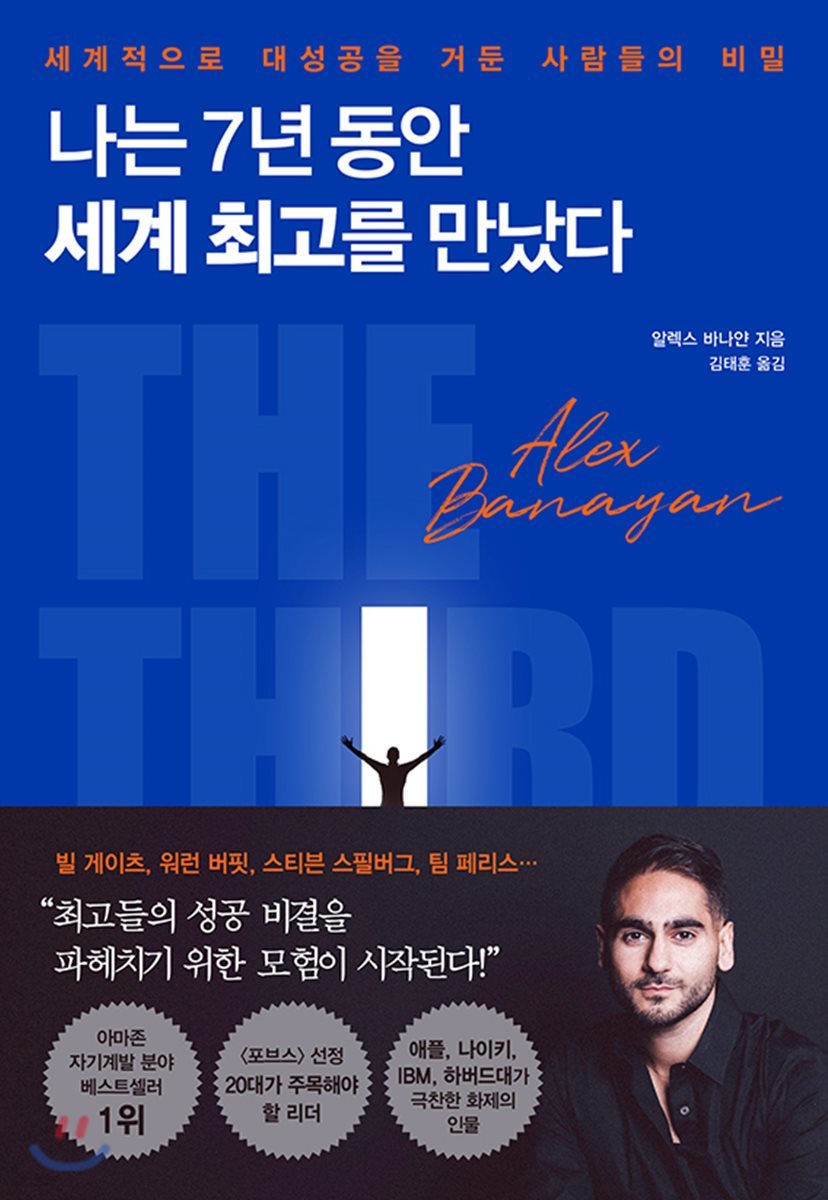 세계적으로 대성공을 거둔 사람들의 비밀
나는 7년 동안
세계 최고를 만났다
알렉스 바나얀 지음
김태훈 옮김
Alex
Banayan
THE
THIRD
빌 게이츠, 워런 버핏, 스티븐 스필버그, 팀 페리스…
“최고들의 성공 비결을
파헤치기 위한 모험이 시작된다!”
아마존
자기계발 분야
베스트셀러
1위
〈포브스〉 선정
20대가 주목해야
할 리더
애플, 나이키,
IBM, 하버드대가
극찬한 화제의
인물